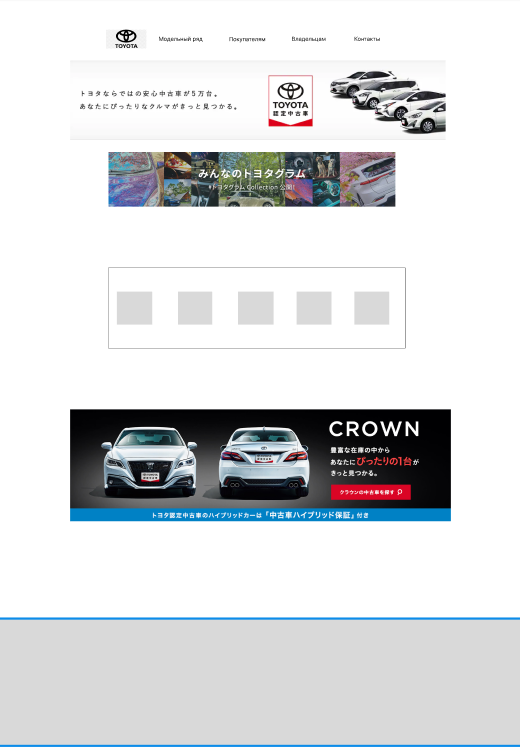 TOYOTA
Модельный ряд
Покупателям
Владельцам
Контакты
トヨタならではの安心中古車が5万台。
あなたにぴったりなクルマがきっと見つかる。
TOYOTA
認定中古車
みんなのトヨタグラム
#トヨタグラム Collection 公開!
CROWN
豊富な在庫の中から
あなたにぴったりの1台が
きっと見つかる。
クラウンの中古車を探す
トヨタ認定中古車のハイブリッドカーは「中古車ハイブリッド保証」付き